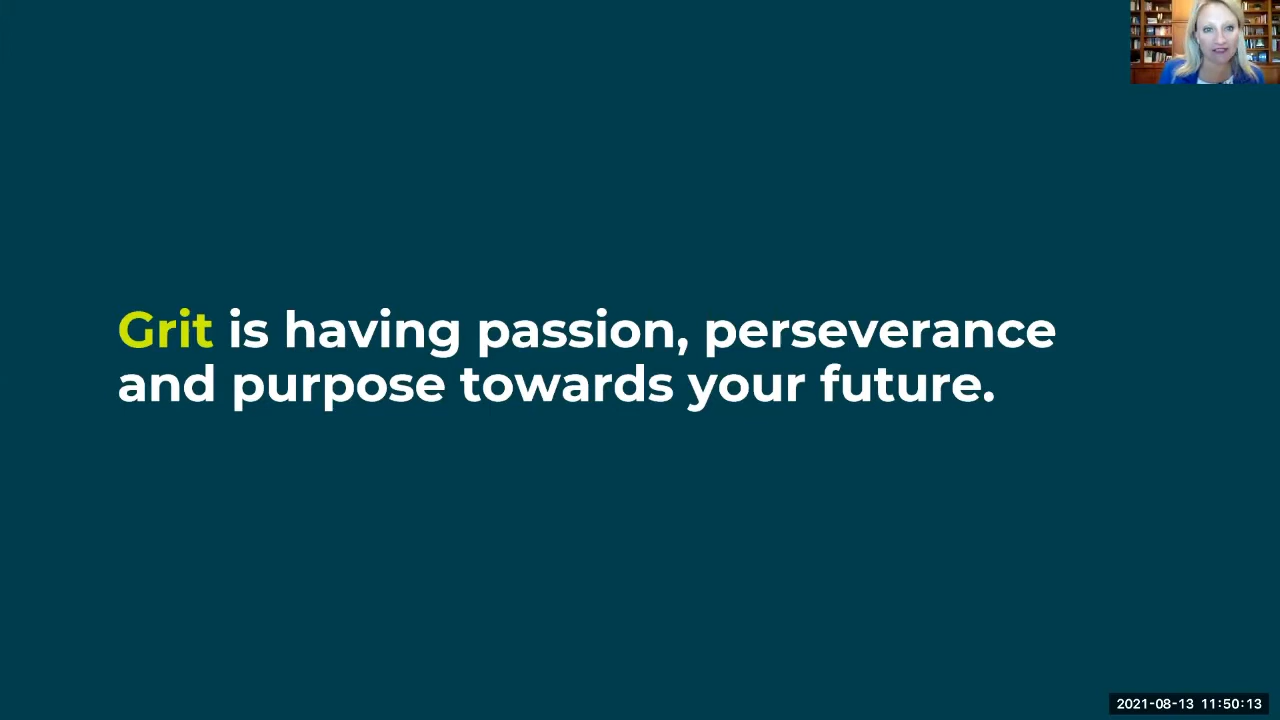 Grit is having passion, perseverance
and purpose towards your future.
2021-08-13 11:50:13